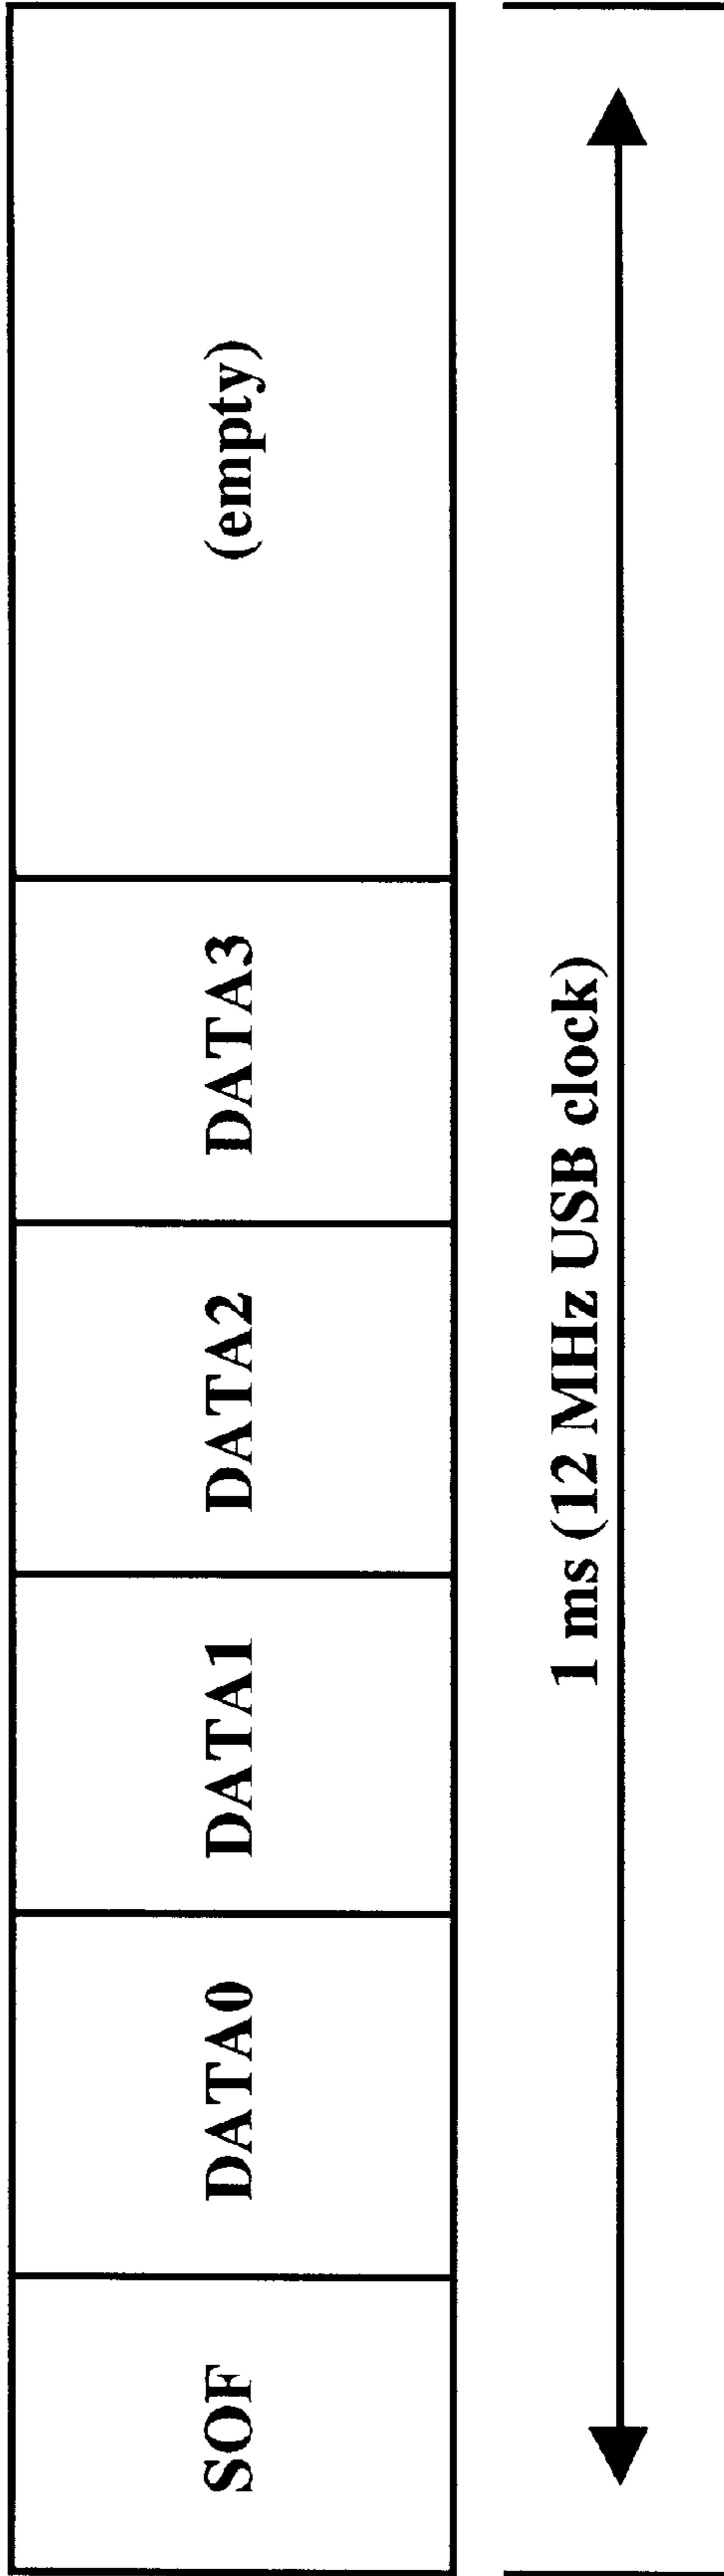 SOF
DATA0
DATA1
DATA2
DATA3
(empty)
1 ms (12 MHz USB clock)